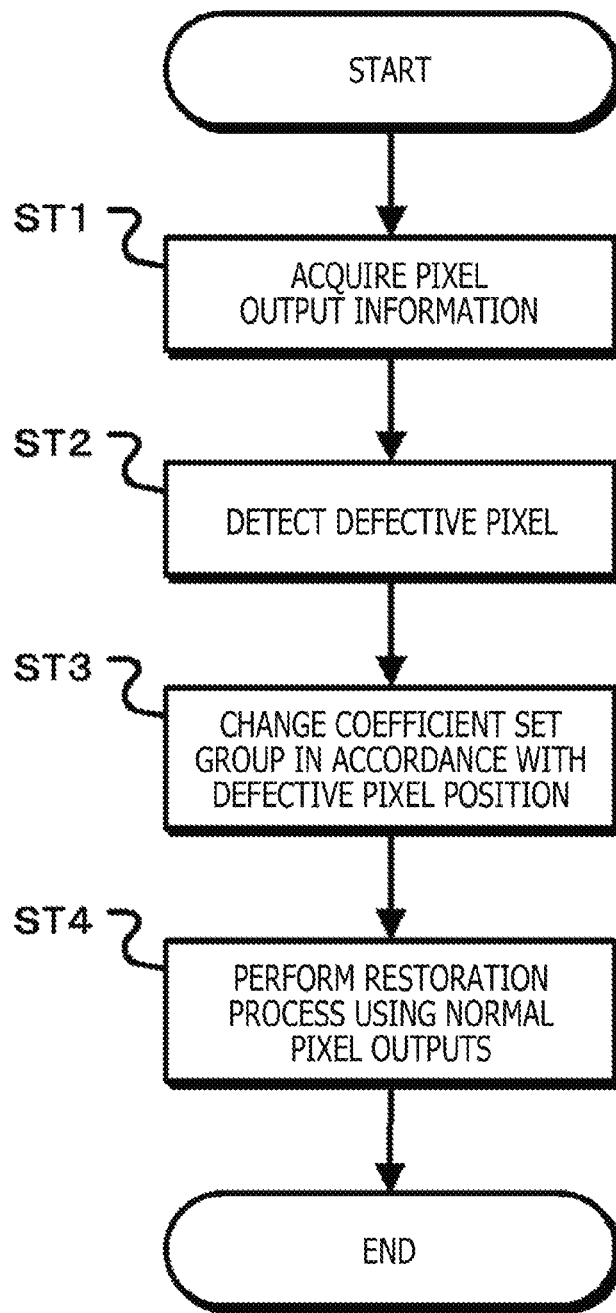 START
ST1
ACQUIRE PIXEL
OUTPUT INFORMATION
ST2
DETECT DEFECTIVE PIXEL
ST3
CHANGE COEFFICIENT SET
GROUP IN ACCORDANCE WITH
DEFECTIVE PIXEL POSITION
ST4
PERFORM RESTORATION
PROCESS USING NORMAL
PIXEL OUTPUTS
END